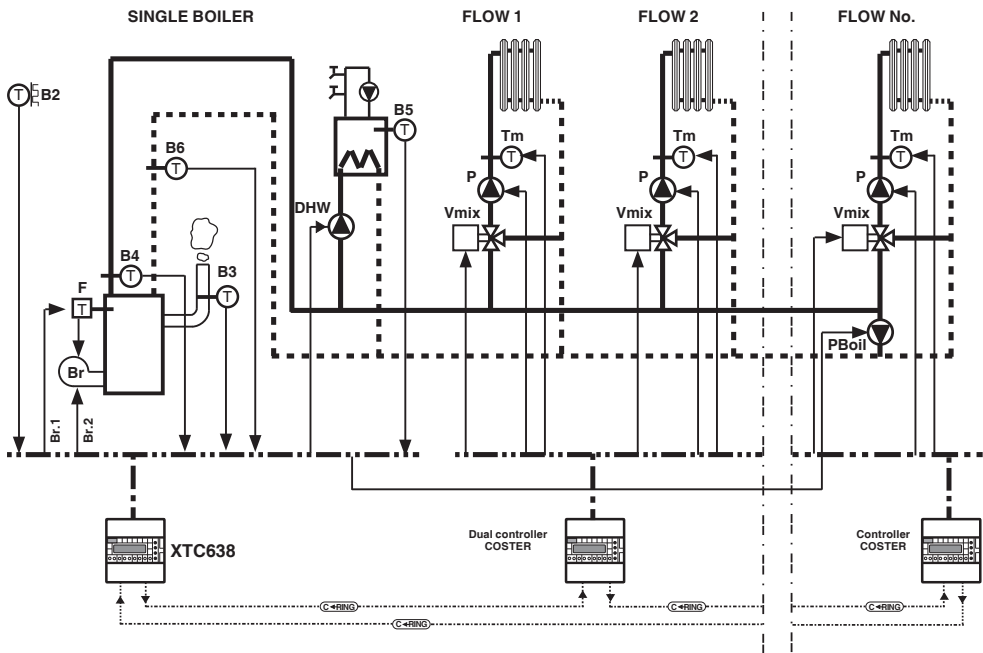 SINGLE BOILER
FLOW 1
FLOW 2
FLOW No.
T
B2
B5
T
B6
T
Tm
T
Tm
T
Tm
T
P
P
P
DHW
Vmix
Vmix
Vmix
B4
T
B3
T
F
T
PBoil
Br
Br.1
Br.2
XTC638
Dual controller
COSTER
Controller
COSTER
C◄RING
C◄RING
C◄RING
C◄RING